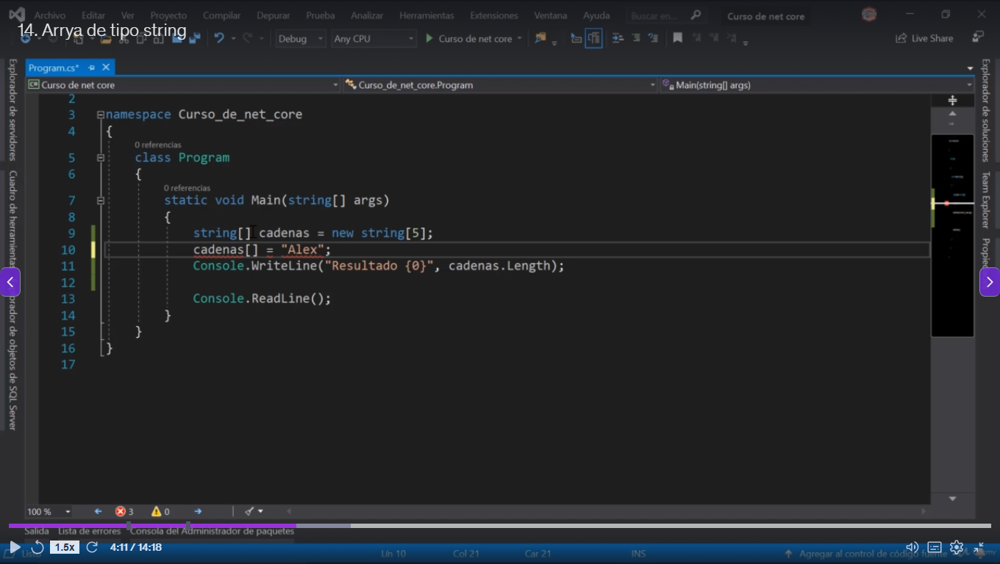 Archivo Editar Ver Proyecto Compilar Depurar Prueba Analizar Herramientas Extensiones Ventana Ayuda Buscar en... Curso de net core
14. Arrya de tipo string
Debug Any CPU Curso de net core Live Share
Program.cs*
Curso de net core Curso_de_net_core.Program Main(string[] args)
Explorador de servidores
Cuadro de herramientas
orador de objetos de SQL Server
2
3 namespace Curso_de_net_core
4 {
0 referencias
5 class Program
6 {
0 referencias
7 static void Main(string[] args)
8 {
9 string[] cadenas = new string[5];
10 cadenas[] = "Alex";
11 Console.WriteLine("Resultado {0}", cadenas.Length);
12
13 Console.ReadLine();
14 }
15 }
16 }
17
Explorador de soluciones
Team Explorer
Propied
100 % 3 0
Salida Lista de errores Consola del Administrador de paquetes
1.5x 4:11 / 14:18
Listo Lín 10 Col 21 Car 21 INS Agregar al control de código fuente